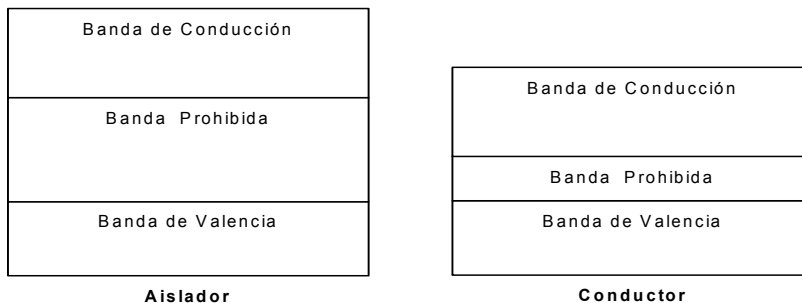 Banda de Conducción
Banda Prohibida
Banda de Valencia
Aislador
Banda de Conducción
Banda Prohibida
Banda de Valencia
Conductor